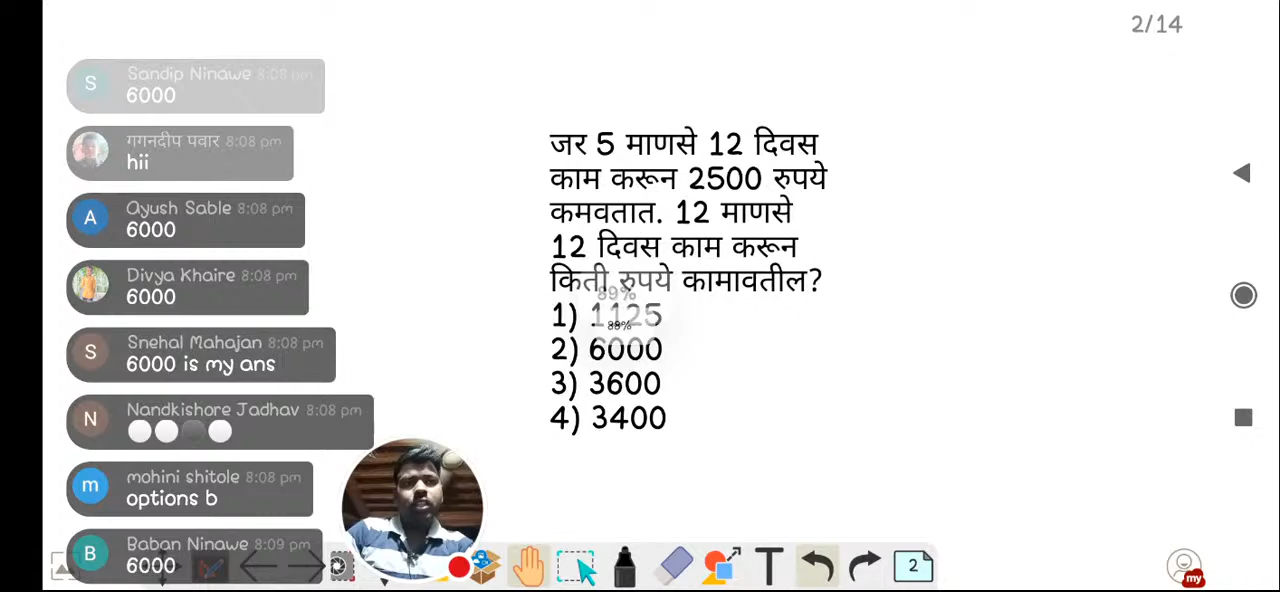 2/14
Sandip Ninawe 8:08 pm
6000
गगनदीप पवार 8:08 pm
hii
Ayush Sable 8:08 pm
6000
Divya Khaire 8:08 pm
6000
Snehal Mahajan 8:08 pm
6000 is my ans
Nandkishore Jadhav 8:08 pm
mohini shitole 8:08 pm
options b
Baban Ninawe 8:09 pm
6000
जर 5 माणसे 12 दिवस
काम करून 2500 रुपये
कमवतात. 12 माणसे
12 दिवस काम करून
किती रुपये कामावतील?
89%
1) 1125
88%
2) 6000
3) 3600
4) 3400
S
A
S
N
m
B
T
2
my